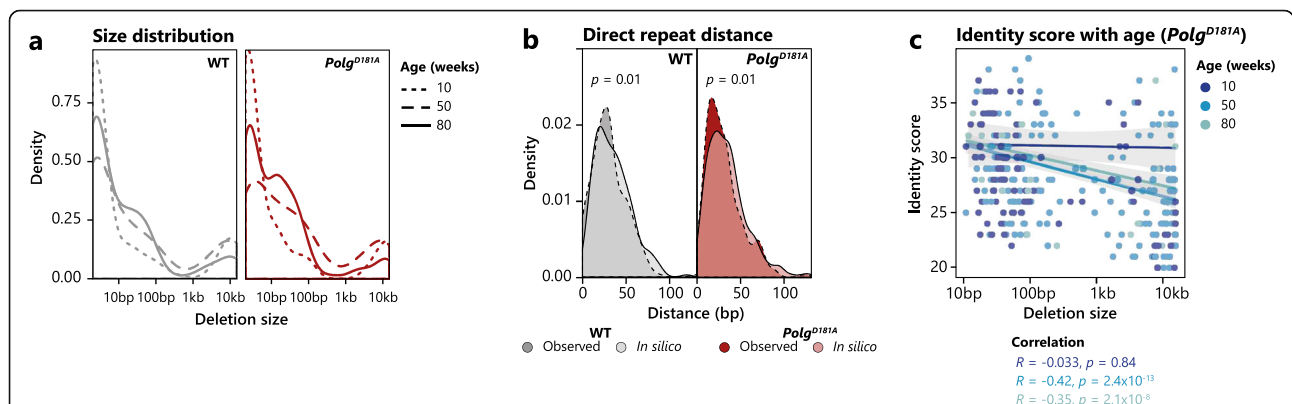 a Size distribution
WT
Polg^D181A
Age (weeks)
10
50
80
Density
0.75
0.50
0.25
0.00
10bp 100bp 1kb 10kb
10bp 100bp 1kb 10kb
Deletion size
b Direct repeat distance
WT
Polg^D181A
p = 0.01
p = 0.01
Density
0.02
0.01
0.00
0 50 100
0 50 100
Distance (bp)
WT
Polg^D181A
Observed In silico
Observed In silico
c Identity score with age (Polg^D181A)
Age (weeks)
10
50
80
Identity score
35
30
25
20
10bp 100bp 1kb 10kb
Deletion size
Correlation
R = -0.033, p = 0.84
R = -0.42, p = 2.4x10^-13
R = -0.35, p = 2.1x10^-8